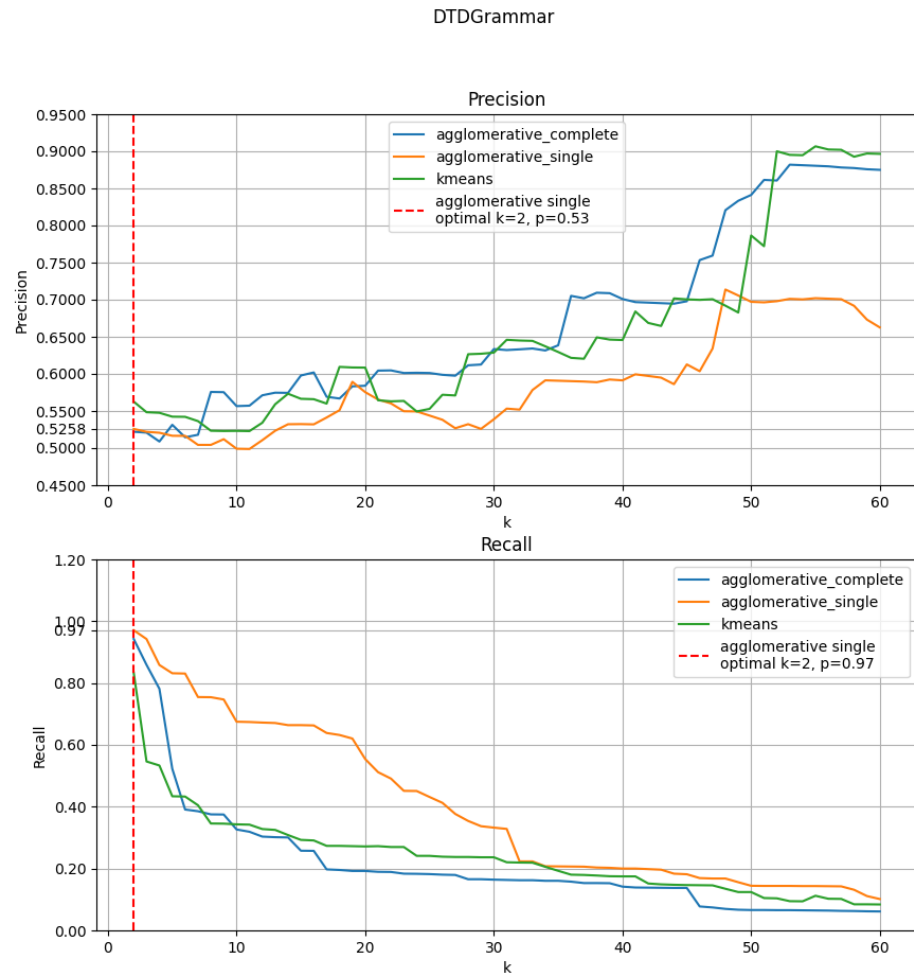 DTDGrammar
Precision
0.9500
0.9000
0.8500
0.8000
0.7500
0.7000
0.6500
0.6000
0.5500
0.5258
0.5000
0.4500
Precision
agglomerative_complete
agglomerative_single
kmeans
agglomerative single
optimal k=2, p=0.53
0 10 20 30 40 50 60
k
Recall
1.20
1.00
0.97
0.80
0.60
0.40
0.20
0.00
Recall
agglomerative_complete
agglomerative_single
kmeans
agglomerative single
optimal k=2, p=0.97
0 10 20 30 40 50 60
k